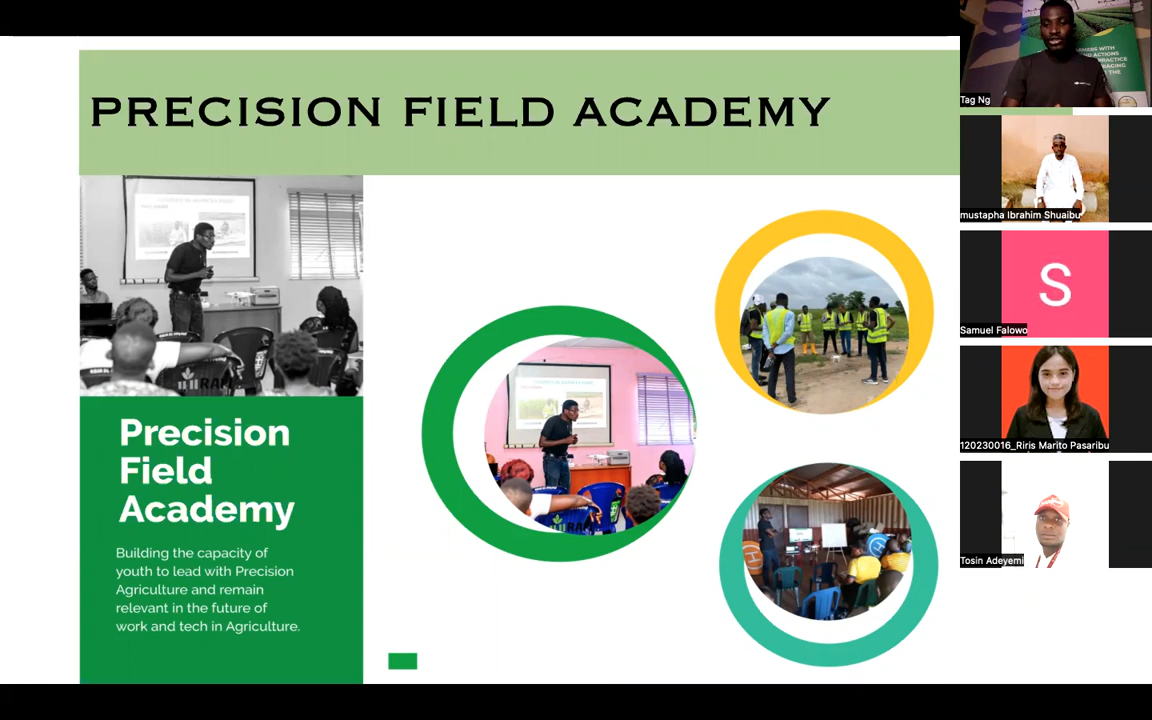 PRECISION FIELD ACADEMY
Precision
Field
Academy
Building the capacity of
youth to lead with Precision
Agriculture and remain
relevant in the future of
work and tech in Agriculture.
Tag Ng
mustapha Ibrahim Shuaibu
S
Samuel Falowo
120230016_Riris Marito Pasaribu
Tosin Adeyemi